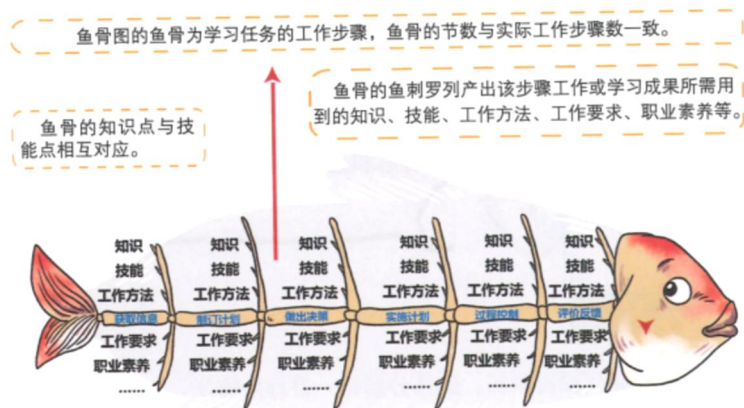 鱼骨图的鱼骨为学习任务的工作步骤，鱼骨的节数与实际工作步骤数一致。
鱼骨的鱼刺罗列产出该步骤工作或学习成果所需用
到的知识、技能、工作方法、工作要求、职业素养等。
鱼骨的知识点与技
能点相互对应。
知识 知识 知识 知识 知识 知识
技能 技能 技能 技能 技能 技能
工作方法 工作方法 工作方法 工作方法 工作方法 工作方法
获取信息 制订计划 做出决策 实施计划 过程控制 评价反馈
工作要求 工作要求 工作要求 工作要求 工作要求 工作要求
职业素养 职业素养 职业素养 职业素养 职业素养 职业素养
...... ...... ...... ...... ...... ......